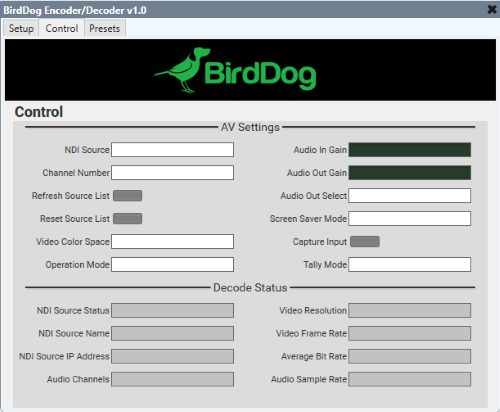 BirdDog Encoder/Decoder v1.0
Setup Control Presets
BirdDog
Control
AV Settings
NDI Source Audio In Gain
Channel Number Audio Out Gain
Refresh Source List Audio Out Select
Reset Source List Screen Saver Mode
Video Color Space Capture Input
Operation Mode Tally Mode
Decode Status
NDI Source Status Video Resolution
NDI Source Name Video Frame Rate
NDI Source IP Address Average Bit Rate
Audio Channels Audio Sample Rate